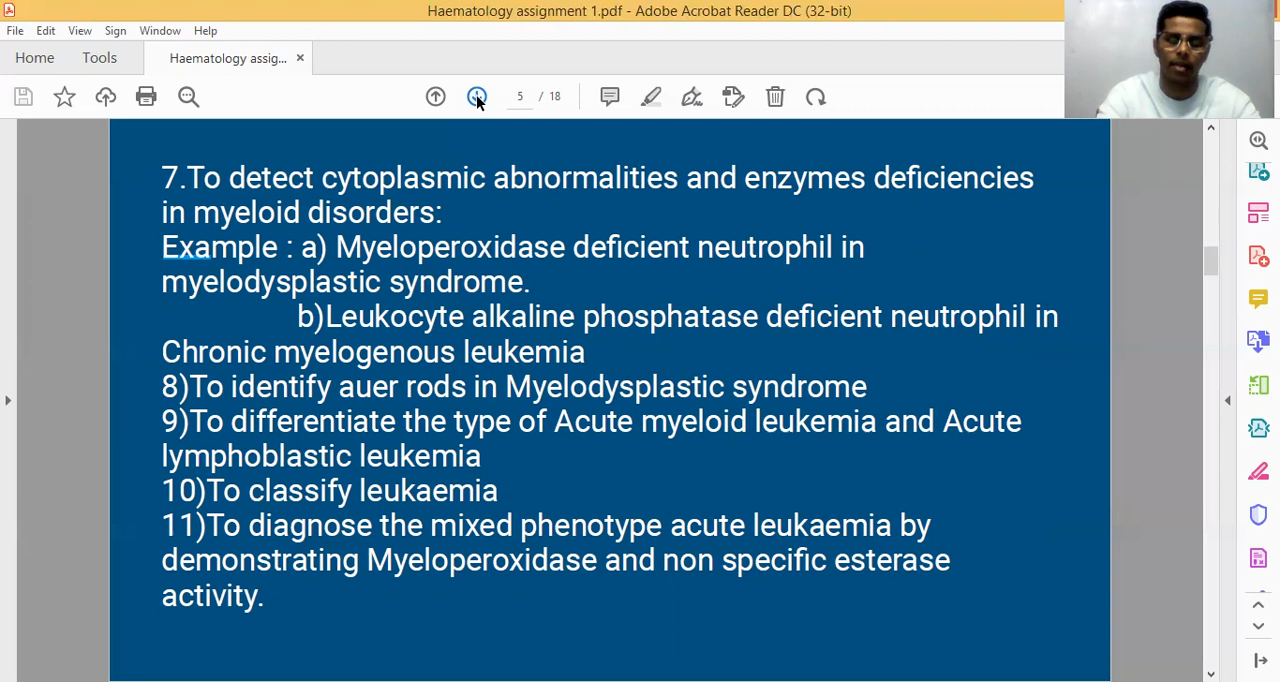 Haematology assignment 1.pdf - Adobe Acrobat Reader DC (32-bit)
File Edit View Sign Window Help
Home Tools Haematology assig... ×
5 / 18
7.To detect cytoplasmic abnormalities and enzymes deficiencies
in myeloid disorders:
Example : a) Myeloperoxidase deficient neutrophil in
myelodysplastic syndrome.
b)Leukocyte alkaline phosphatase deficient neutrophil in
Chronic myelogenous leukemia
8)To identify auer rods in Myelodysplastic syndrome
9)To differentiate the type of Acute myeloid leukemia and Acute
lymphoblastic leukemia
10)To classify leukaemia
11)To diagnose the mixed phenotype acute leukaemia by
demonstrating Myeloperoxidase and non specific esterase
activity.